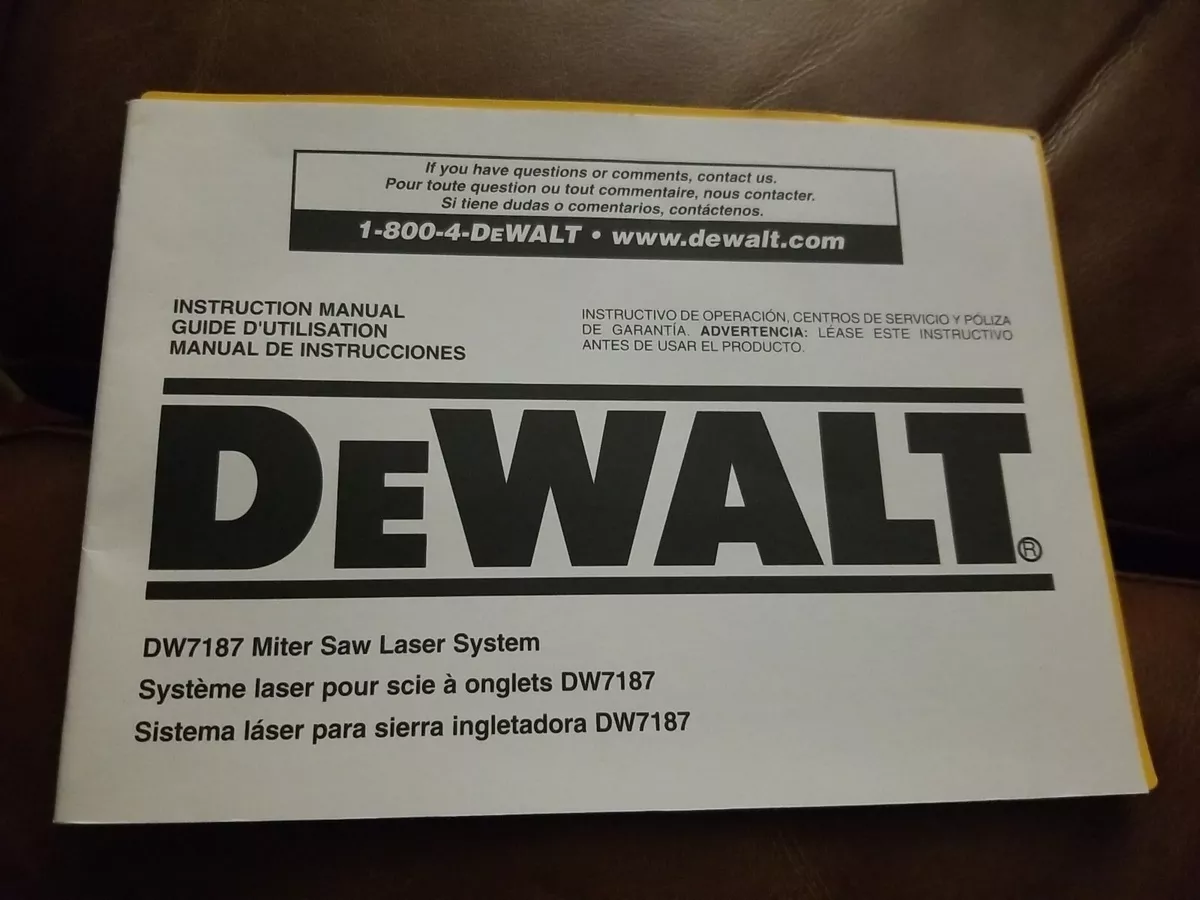 If you have questions or comments, contact us.
Pour toute question ou tout commentaire, nous contacter.
Si tiene dudas o comentarios, contáctenos.
1-800-4-DEWALT • www.dewalt.com
INSTRUCTION MANUAL
GUIDE D'UTILISATION
MANUAL DE INSTRUCCIONES
INSTRUCTIVO DE OPERACIÓN, CENTROS DE SERVICIO Y PÓLIZA
DE GARANTÍA. ADVERTENCIA: LÉASE ESTE INSTRUCTIVO
ANTES DE USAR EL PRODUCTO.
DEWALT®
DW7187 Miter Saw Laser System
Système laser pour scie à onglets DW7187
Sistema láser para sierra ingletadora DW7187